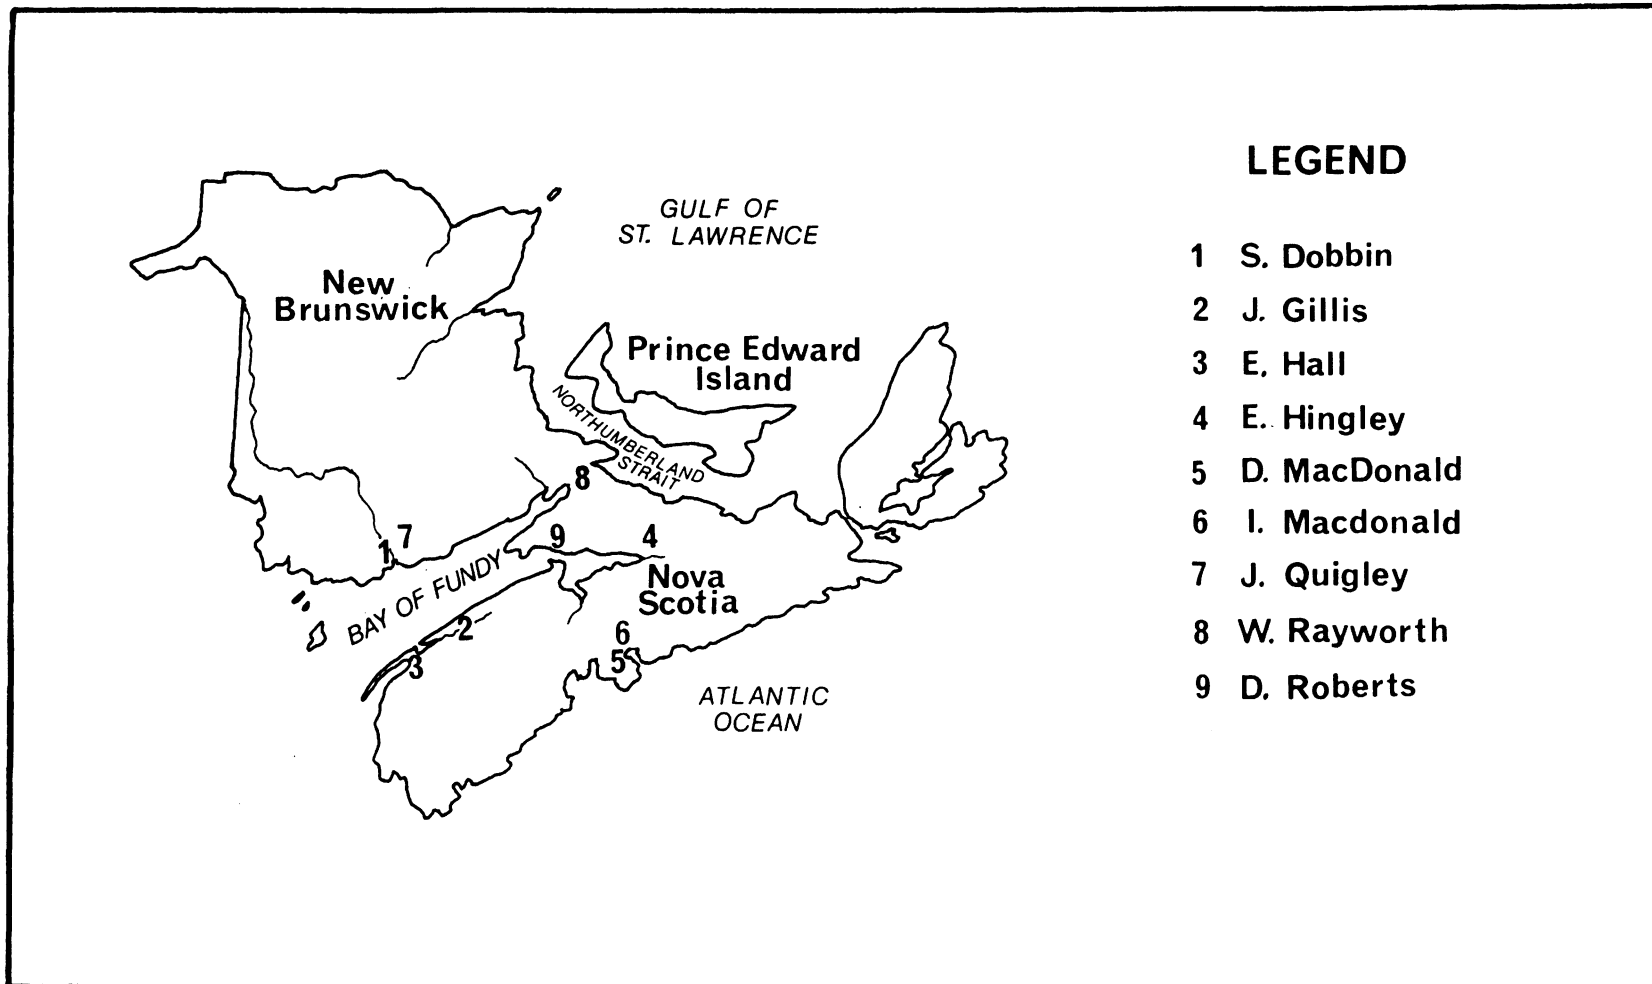 LEGEND
GULF OF
ST. LAWRENCE
1 S. Dobbin
2 J. Gillis
3 E. Hall
4 E. Hingley
5 D. MacDonald
6 I. Macdonald
7 J. Quigley
8 W. Rayworth
9 D. Roberts
New
Brunswick
Prince Edward
Island
NORTHUMBERLAND
STRAIT
8
1
7
9
4
BAY OF FUNDY
Nova
Scotia
2
6
3
5
ATLANTIC
OCEAN